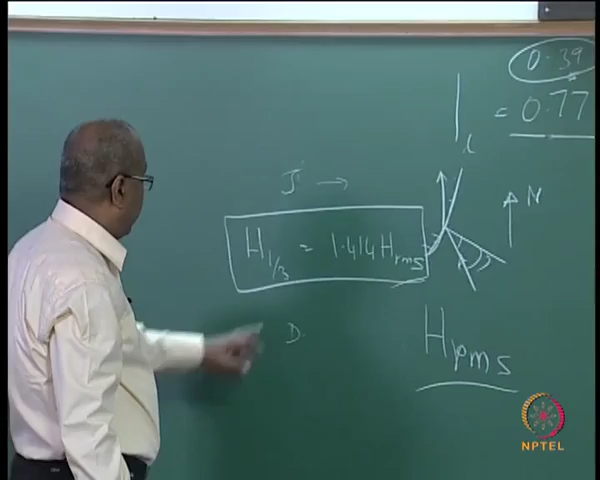 0.39
= 0.77
l
J →
N
H1/3 = 1.414 Hrms
D
Hrms
NPTEL